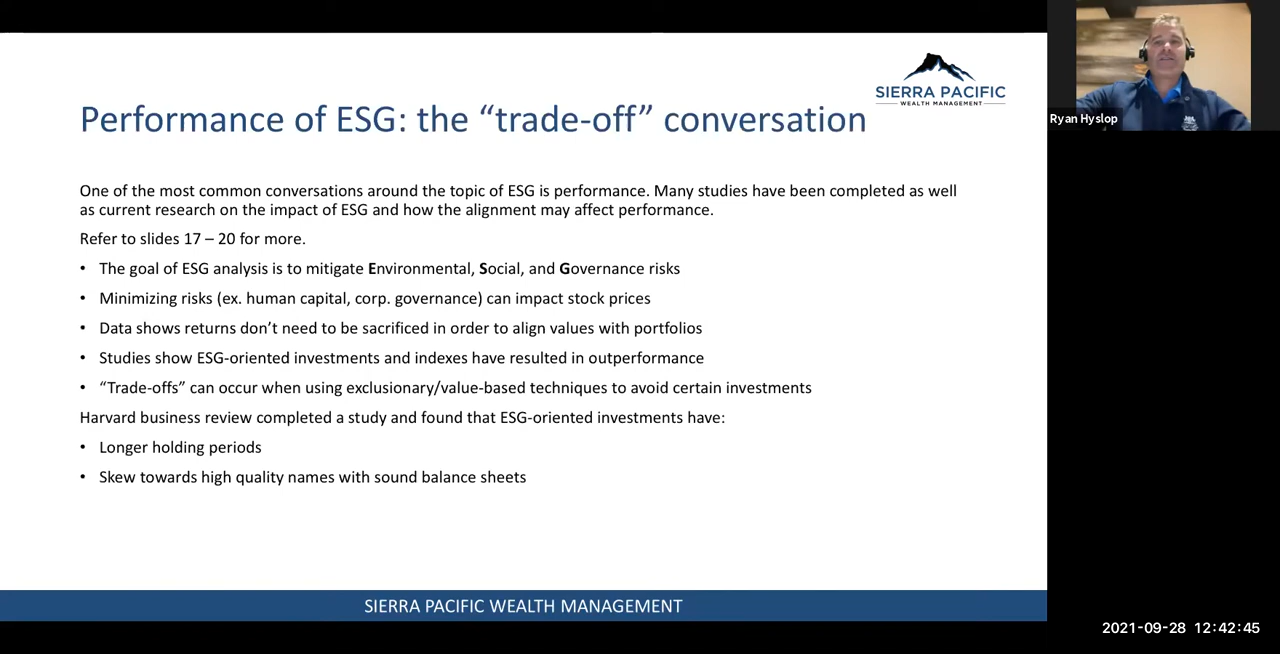 SIERRA PACIFIC
WEALTH MANAGEMENT
Performance of ESG: the “trade-off” conversation
Ryan Hyslop
One of the most common conversations around the topic of ESG is performance. Many studies have been completed as well
as current research on the impact of ESG and how the alignment may affect performance.
Refer to slides 17 – 20 for more.
• The goal of ESG analysis is to mitigate Environmental, Social, and Governance risks
• Minimizing risks (ex. human capital, corp. governance) can impact stock prices
• Data shows returns don’t need to be sacrificed in order to align values with portfolios
• Studies show ESG-oriented investments and indexes have resulted in outperformance
• “Trade-offs” can occur when using exclusionary/value-based techniques to avoid certain investments
Harvard business review completed a study and found that ESG-oriented investments have:
• Longer holding periods
• Skew towards high quality names with sound balance sheets
SIERRA PACIFIC WEALTH MANAGEMENT
2021-09-28 12:42:45